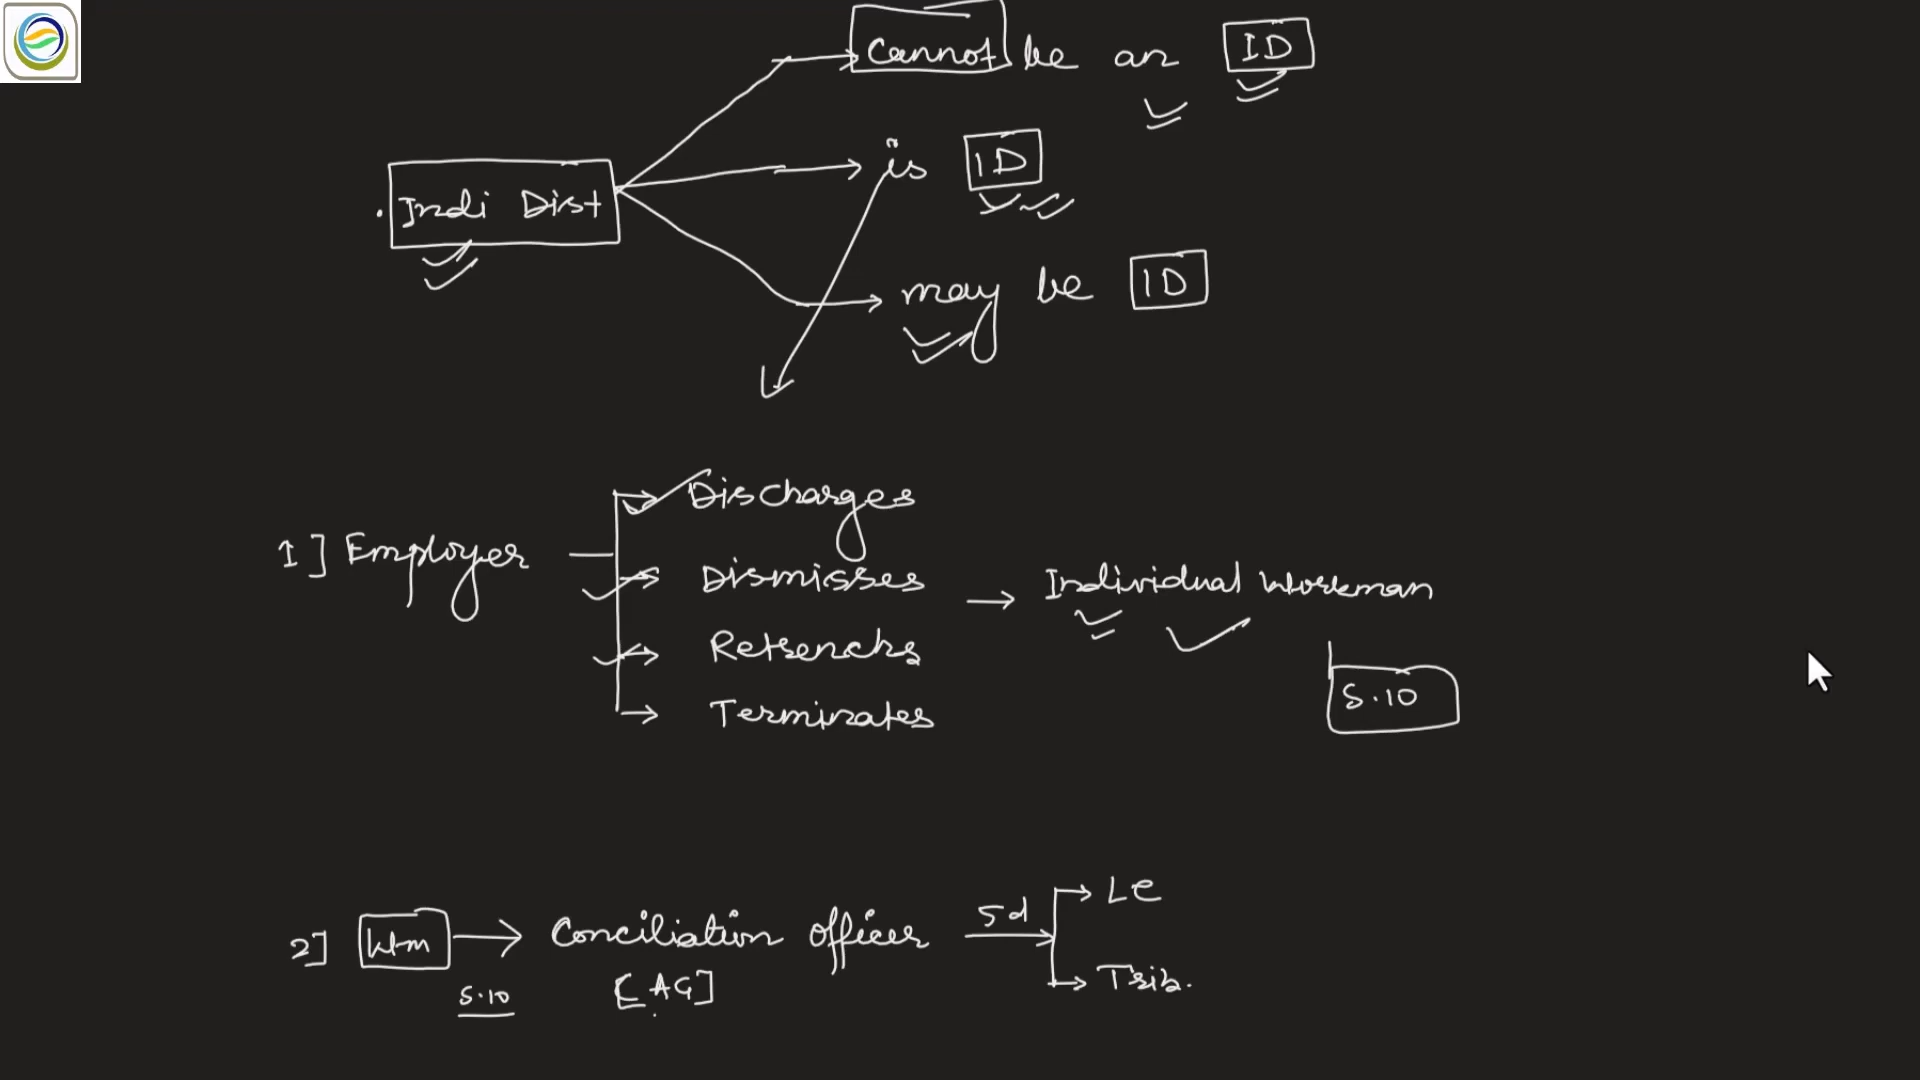 Cannot be an ID
is ID
. Indi Dist
may be ID
Discharges
1] Employer
Dismisses → Individual workman
Retrenchs
S.10
Terminates
LC
5d
2] Wm → Conciliation officer
Trib.
S.10 [AG]